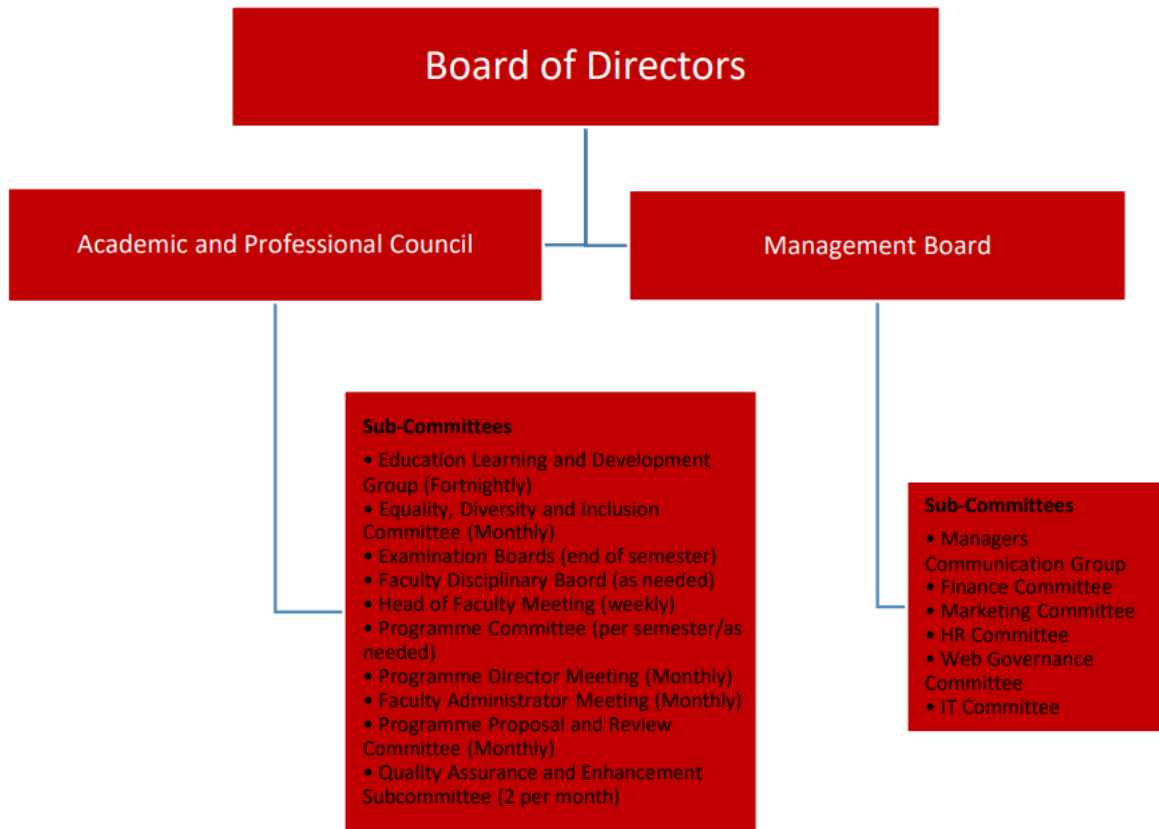 Board of Directors
Academic and Professional Council
Management Board
Sub-Committees
• Education Learning and Development
Group (Fortnightly)
• Equality, Diversity and Inclusion
Committee (Monthly)
• Examination Boards (end of semester)
• Faculty Disciplinary Baord (as needed)
• Head of Faculty Meeting (weekly)
• Programme Committee (per semester/as
needed)
• Programme Director Meeting (Monthly)
• Faculty Administrator Meeting (Monthly)
• Programme Proposal and Review
Committee (Monthly)
• Quality Assurance and Enhancement
Subcommittee (2 per month)
Sub-Committees
• Managers
Communication Group
• Finance Committee
• Marketing Committee
• HR Committee
• Web Governance
Committee
• IT Committee